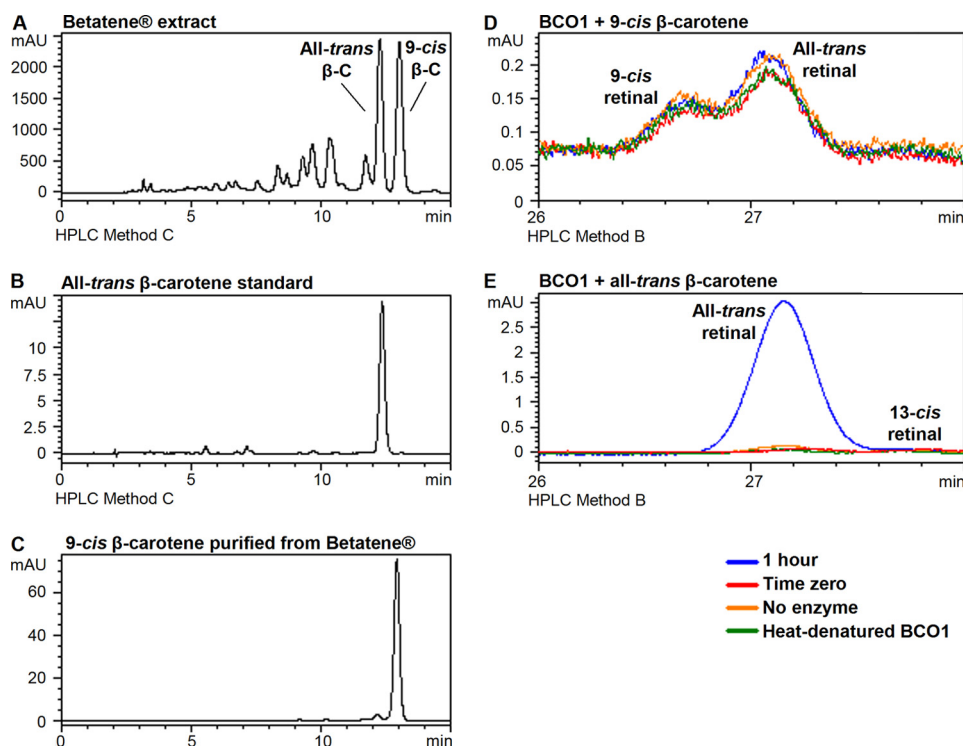 A Betatene® extract
mAU
All-trans
β-C
9-cis
β-C
2000
1500
1000
500
0
0 5 10 min
HPLC Method C
B All-trans β-carotene standard
mAU
10
7.5
5
2.5
0
0 5 10 min
HPLC Method C
C 9-cis β-carotene purified from Betatene®
mAU
60
40
20
0
0 5 10 min
D BCO1 + 9-cis β-carotene
mAU
9-cis
retinal
All-trans
retinal
0.2
0.15
0.1
0.05
0
26 27 min
HPLC Method B
E BCO1 + all-trans β-carotene
mAU
All-trans
retinal
13-cis
retinal
2.5
2
1.5
1
0.5
0
26 27 min
HPLC Method B
1 hour
Time zero
No enzyme
Heat-denatured BCO1